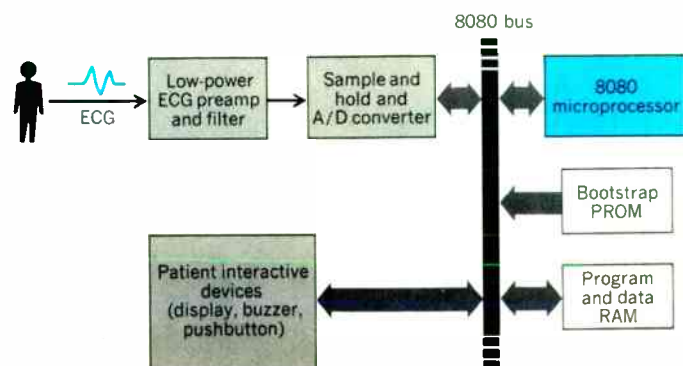 8080 bus
ECG
Low-power
ECG preamp
and filter
Sample and
hold and
A/D converter
8080
microprocessor
Bootstrap
PROM
Patient interactive
devices
(display, buzzer,
pushbutton)
Program
and data
RAM